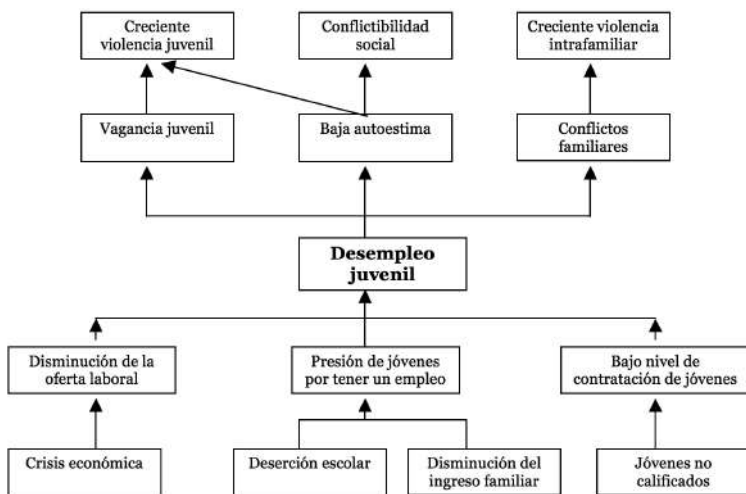 Creciente
violencia juvenil
Conflictibilidad
social
Creciente violencia
intrafamiliar
Vagancia juvenil
Baja autoestima
Conflictos
familiares
Desempleo
juvenil
Disminución de la
oferta laboral
Presión de jóvenes
por tener un empleo
Bajo nivel de
contratación de jóvenes
Crisis económica
Deserción escolar
Disminución del
ingreso familiar
Jóvenes no
calificados